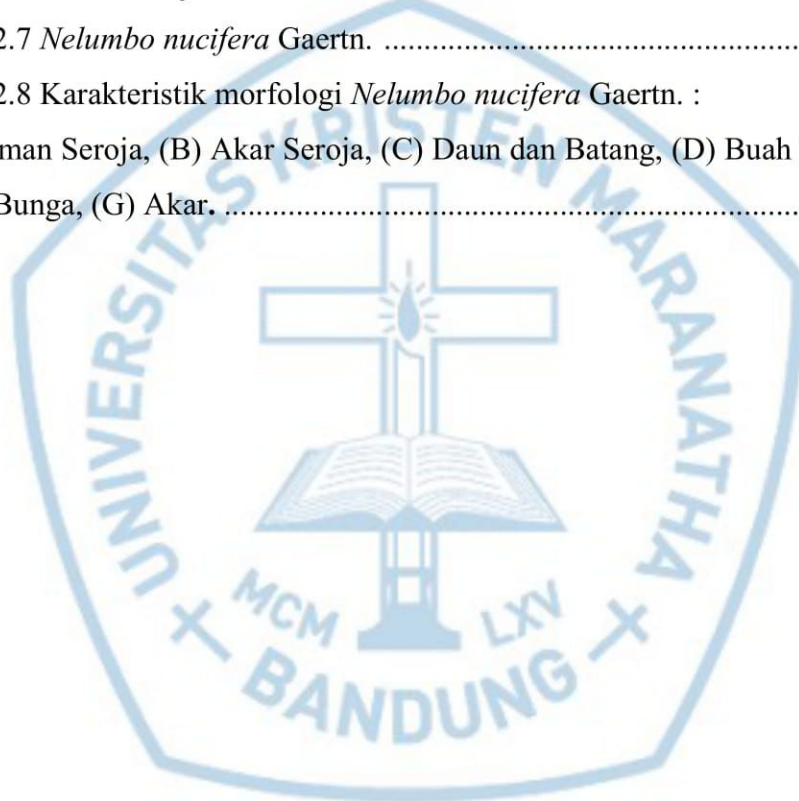 2.7 Nelumbo nucifera Gaertn. ............................................................
2.8 Karakteristik morfologi Nelumbo nucifera Gaertn. :
man Seroja, (B) Akar Seroja, (C) Daun dan Batang, (D) Buah
Bunga, (G) Akar. ................................................................................
UNIVERSITAS KRISTEN MARANATHA
MCM LXV
BANDUNG